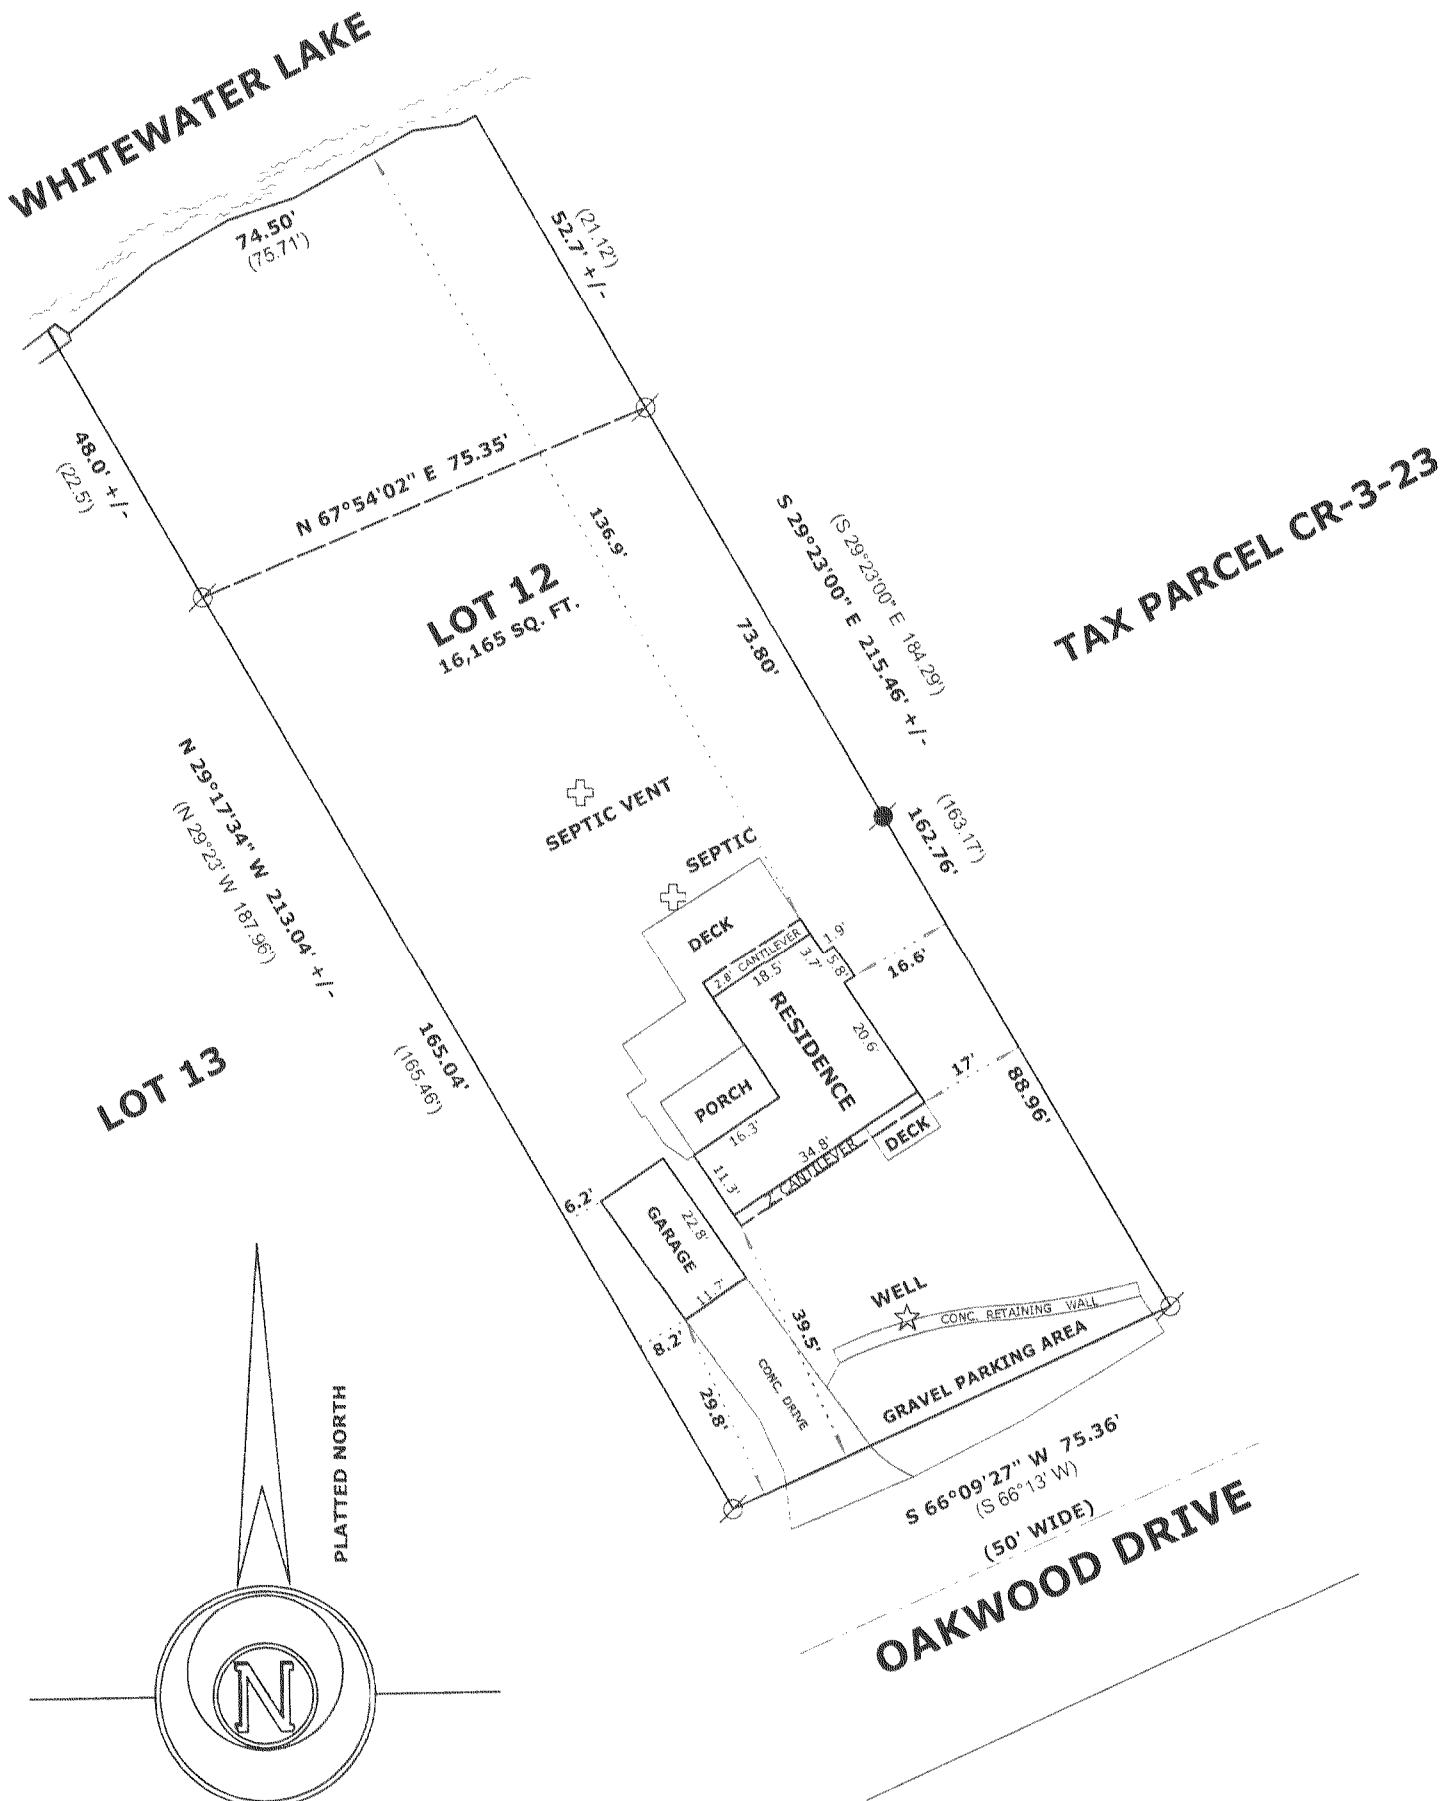 WHITEWATER LAKE
74.50'
(75.71')
(21.12')
52.7' +/-
48.0' +/-
(22.5')
N 67°54'02" E 75.35'
136.9'
LOT 12
16,165 SQ. FT.
73.80'
(S 29°23'00" E 184.29')
S 29°23'00" E 215.46' +/-
TAX PARCEL CR-3-23
N 29°17'34" W 213.04' +/-
(N 29°23' W 187.96')
SEPTIC VENT
SEPTIC
(163.17')
162.76'
DECK
2.8' CANTILEVER
18.5'
1.9'
3.7'
5.8'
16.6'
RESIDENCE
20.6'
165.04'
(165.46')
LOT 13
PORCH
16.3'
17'
88.96'
DECK
34.8'
2' CANTILEVER
11.3'
6.2'
GARAGE
22.8'
11.7'
WELL
CONC. RETAINING WALL
39.5'
8.2'
CONC. DRIVE
GRAVEL PARKING AREA
29.8'
S 66°09'27" W 75.36'
(S 66°13' W)
(50' WIDE)
OAKWOOD DRIVE
PLATTED NORTH
N